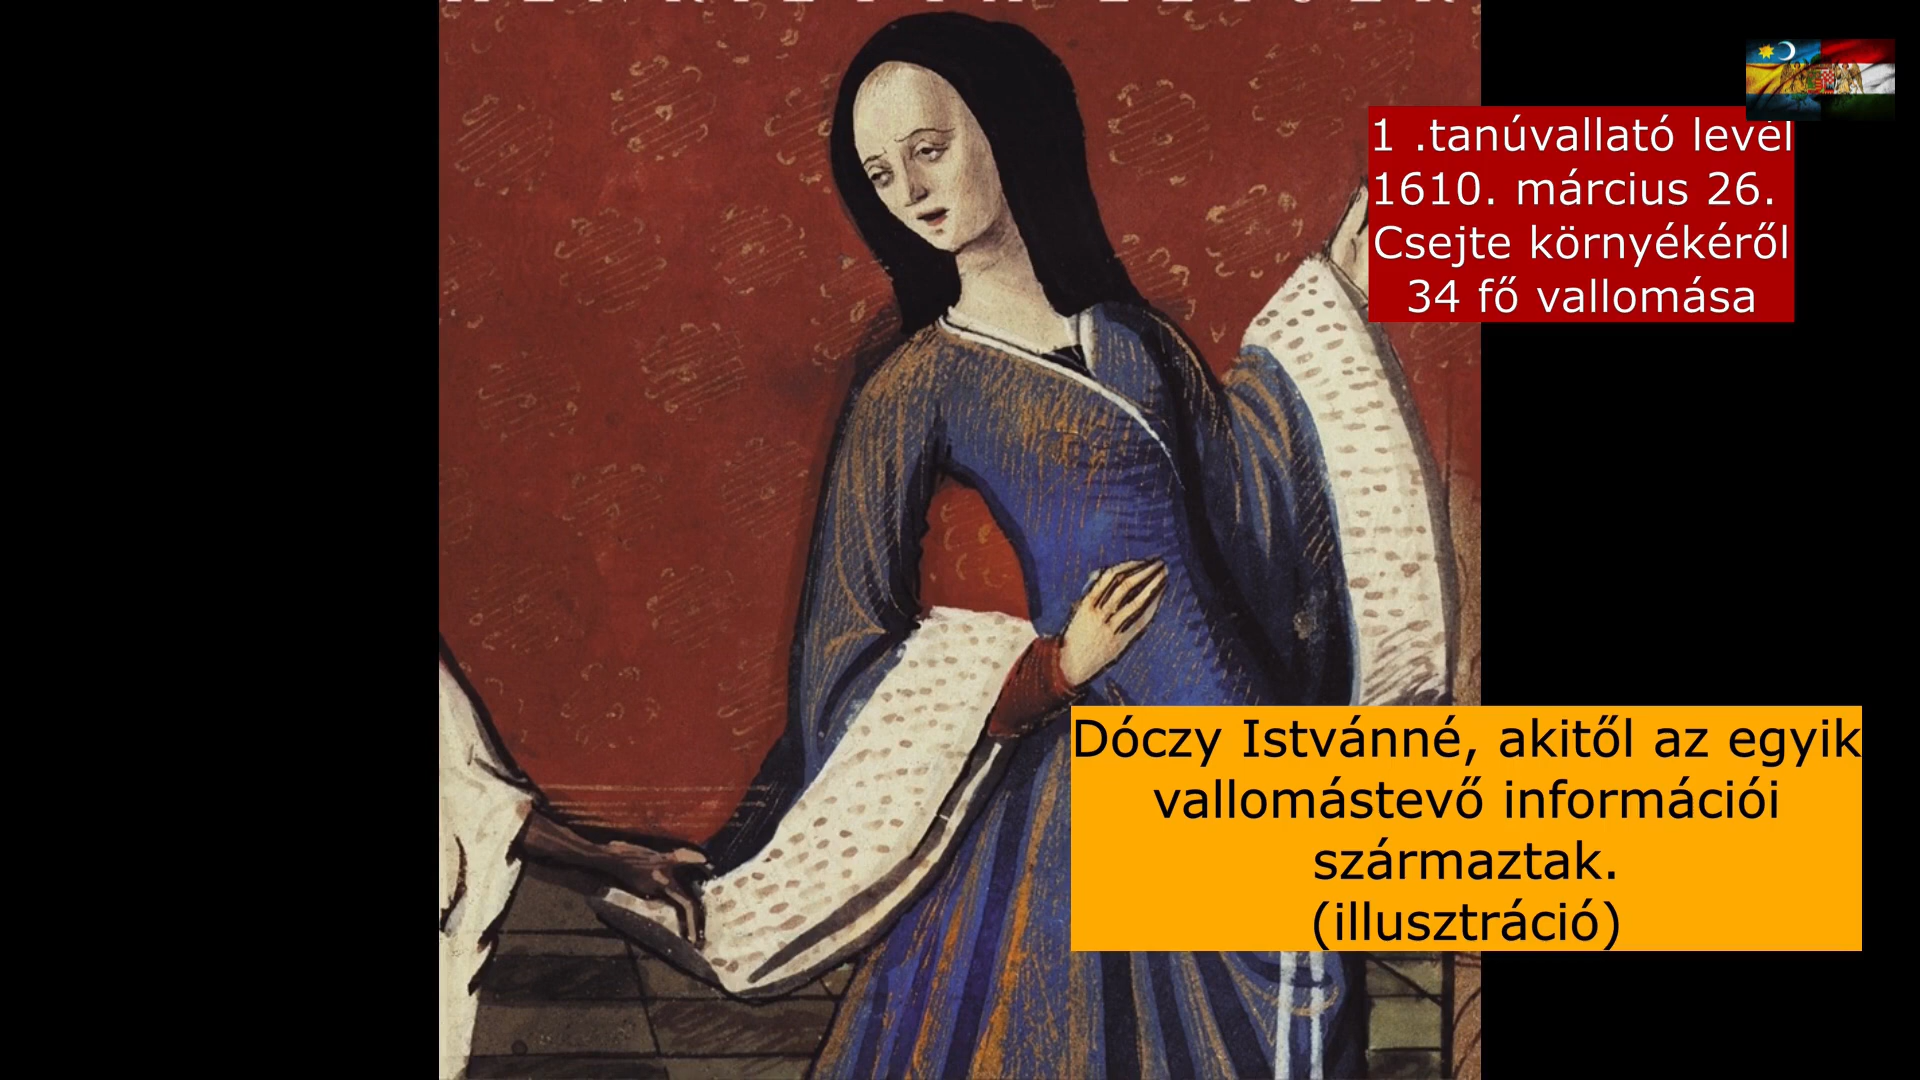 1 .tanúvallató levél
1610. március 26.
Csejte környékéről
34 fő vallomása
Dóczy Istvánné, akitől az egyik
vallomástevő információi
származtak.
(illusztráció)